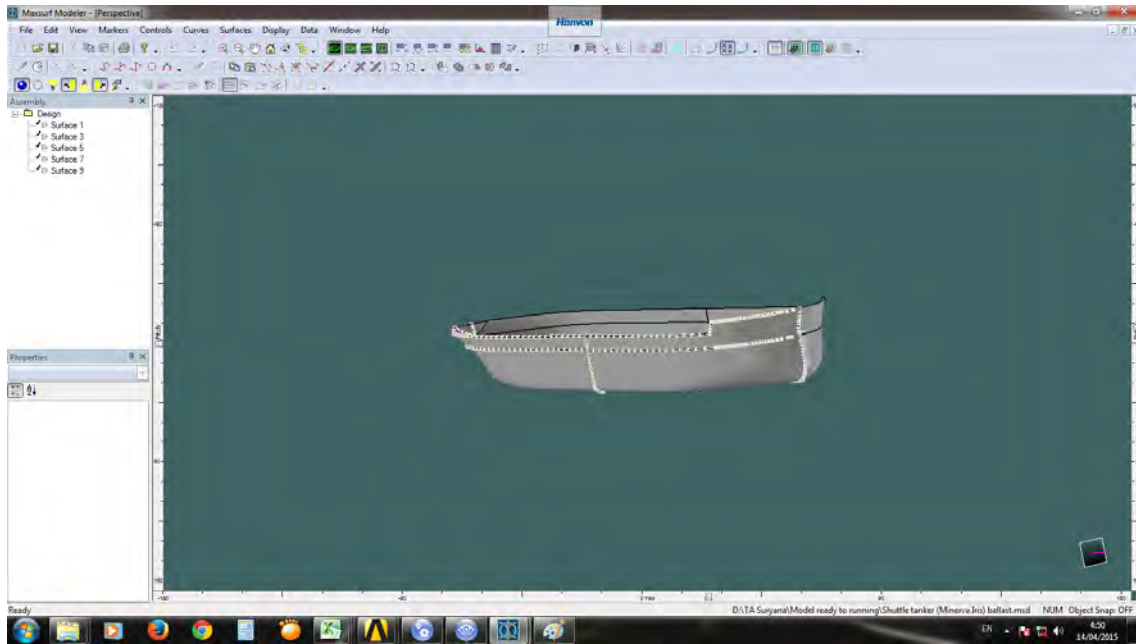 Maxsurf Modeler - [Perspective]
Hanvon
File Edit View Markers Controls Curves Surfaces Display Data Window Help
Assembly
Design
Surface 1
Surface 3
Surface 5
Surface 7
Surface 9
Properties
Ready
D:\TA Suryana\Model ready to running\Shuttle tanker (Minerva Iris) ballast.msd NUM Object Snap: OFF
EN
4:50
14/04/2015